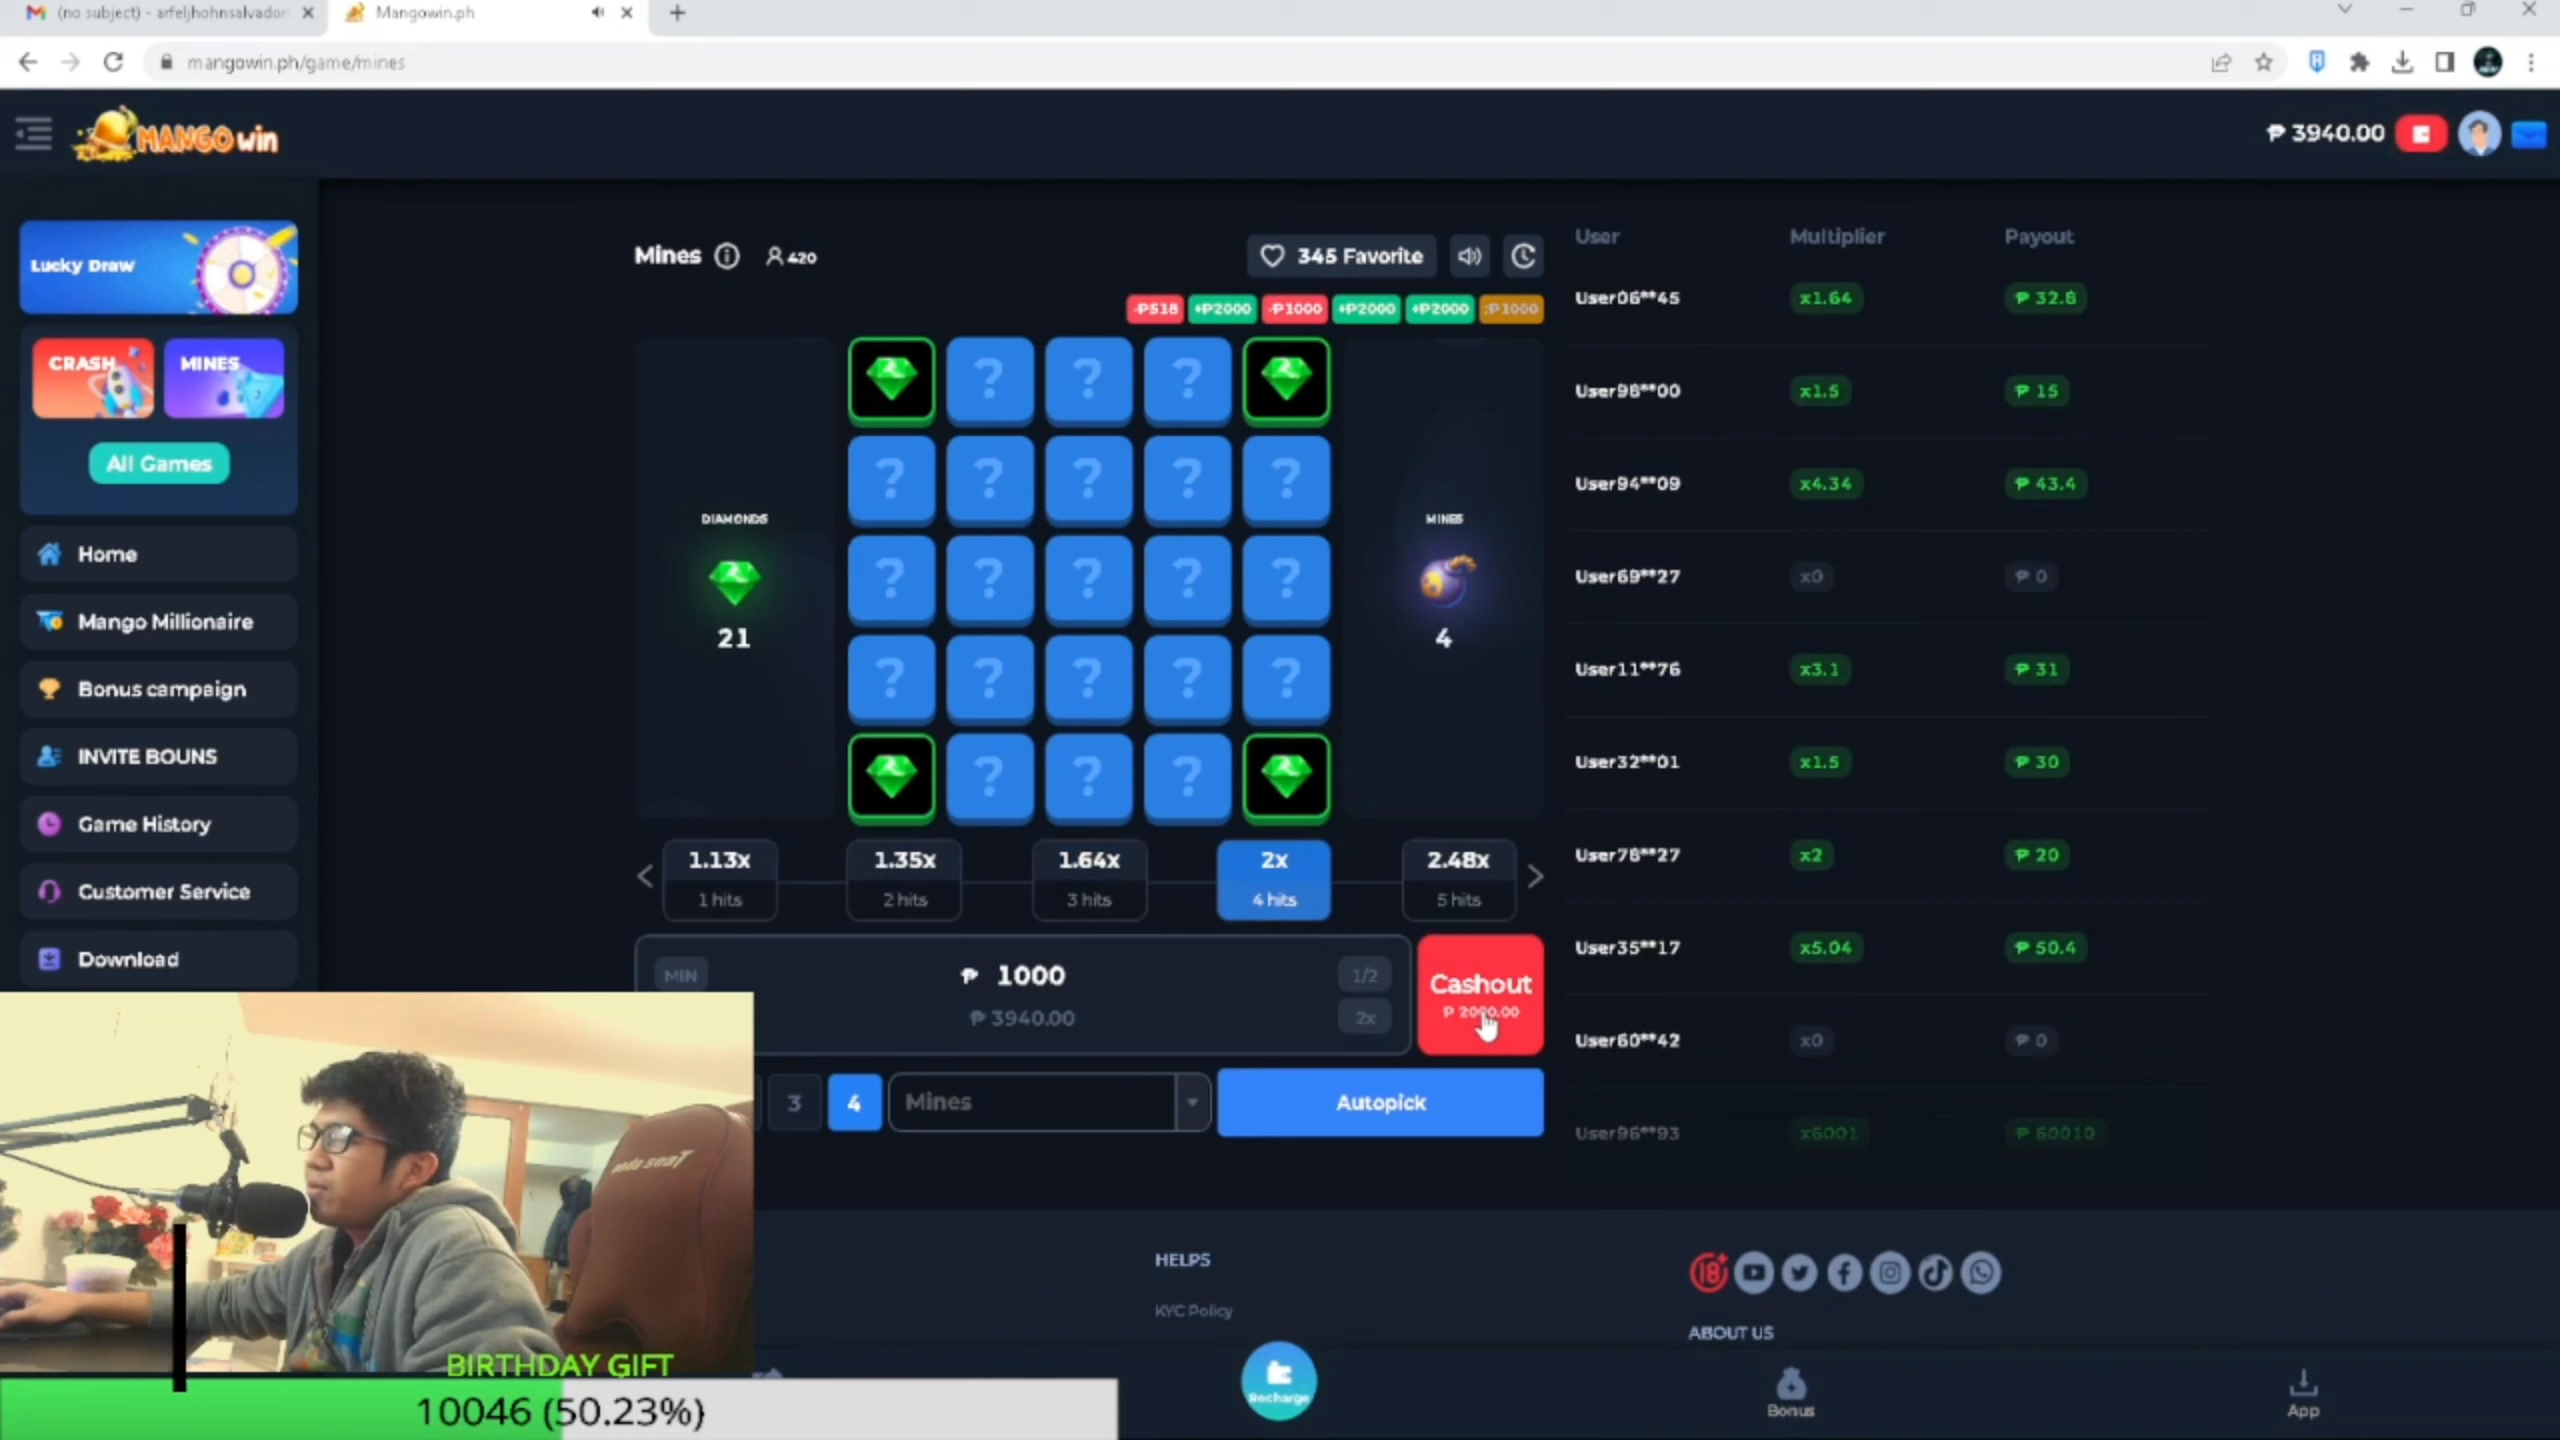 (no subject) - arfeljhohnsalvador
Mangowin.ph
mangowin.ph/game/mines
MANGO win
₱ 3940.00
Lucky Draw
CRASH
MINES
All Games
Home
Mango Millionaire
Bonus campaign
INVITE BOUNS
Game History
Customer Service
Download
Mines
420
345 Favorite
-₱518 +₱2000 -₱1000 +₱2000 +₱2000 :₱1000
? ? ?
? ? ? ? ?
? ? ? ? ?
? ? ? ? ?
? ? ?
DIAMONDS
21
MINES
4
1.13x 1.35x 1.64x 2x 2.48x
1 hits 2 hits 3 hits 4 hits 5 hits
MIN
₱ 1000
₱ 3940.00
1/2
2x
Cashout
3
4
Mines
Autopick
User Multiplier Payout
User06**45 x1.64 ₱ 32.8
User98**00 x1.5 ₱ 15
User94**09 x4.34 ₱ 43.4
User69**27 x0 ₱ 0
User11**76 x3.1 ₱ 31
User32**01 x1.5 ₱ 30
User78**27 x2 ₱ 20
User35**17 x5.04 ₱ 50.4
User60**42 x0 ₱ 0
User96**93 x6001 ₱ 60010
HELPS
KYC Policy
18+
ABOUT US
Recharge
Bonus
App
BIRTHDAY GIFT
10046 (50.23%)